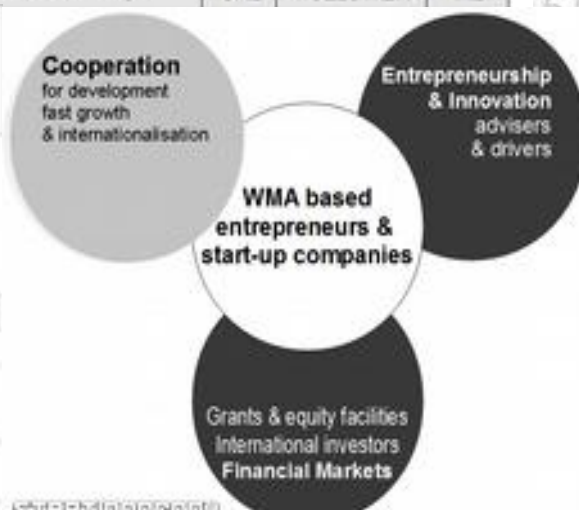 Cooperation
for development
fast growth
& internationalisation
Entrepreneurship
& Innovation
advisers
& drivers
WMA based
entrepreneurs &
start-up companies
Grants & equity facilities
International investors
Financial Markets